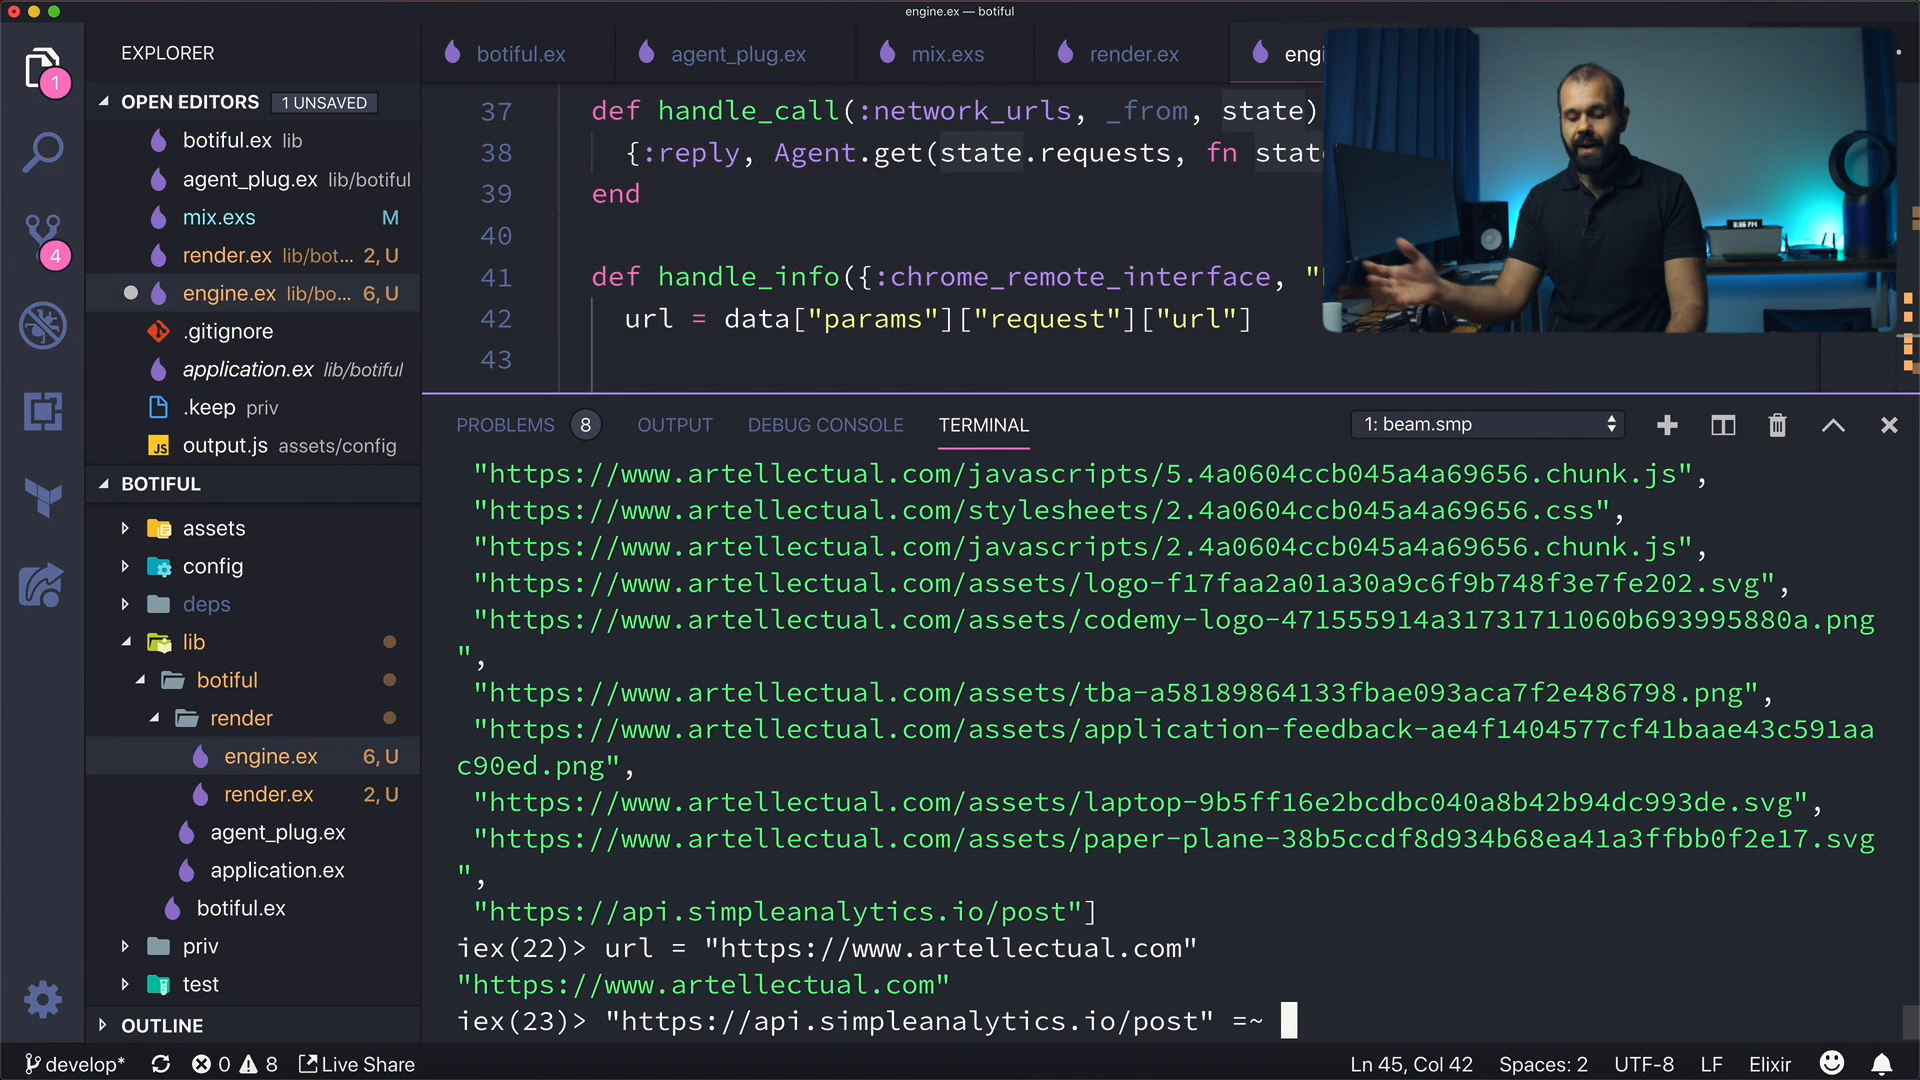 engine.ex — botiful
EXPLORER
OPEN EDITORS 1 UNSAVED
botiful.ex lib
agent_plug.ex lib/botiful
mix.exs M
render.ex lib/bot... 2, U
engine.ex lib/bo... 6, U
.gitignore
application.ex lib/botiful
.keep priv
output.js assets/config
BOTIFUL
assets
config
deps
lib
botiful
render
engine.ex 6, U
render.ex 2, U
agent_plug.ex
application.ex
botiful.ex
priv
test
OUTLINE
1
4
JS
botiful.ex agent_plug.ex mix.exs render.ex engi
37 def handle_call(:network_urls, _from, state)
38 {:reply, Agent.get(state.requests, fn stat
39 end
40
41 def handle_info({:chrome_remote_interface, "
42 url = data["params"]["request"]["url"]
43
PROBLEMS 8 OUTPUT DEBUG CONSOLE TERMINAL 1: beam.smp
"https://www.artellectual.com/javascripts/5.4a0604ccb045a4a69656.chunk.js",
"https://www.artellectual.com/stylesheets/2.4a0604ccb045a4a69656.css",
"https://www.artellectual.com/javascripts/2.4a0604ccb045a4a69656.chunk.js",
"https://www.artellectual.com/assets/logo-f17faa2a01a30a9c6f9b748f3e7fe202.svg",
"https://www.artellectual.com/assets/codemy-logo-471555914a31731711060b693995880a.png
",
"https://www.artellectual.com/assets/tba-a58189864133fbae093aca7f2e486798.png",
"https://www.artellectual.com/assets/application-feedback-ae4f1404577cf41baae43c591aa
c90ed.png",
"https://www.artellectual.com/assets/laptop-9b5ff16e2bcdbc040a8b42b94dc993de.svg",
"https://www.artellectual.com/assets/paper-plane-38b5ccdf8d934b68ea41a3ffbb0f2e17.svg
",
"https://api.simpleanalytics.io/post"]
iex(22)> url = "https://www.artellectual.com"
"https://www.artellectual.com"
iex(23)> "https://api.simpleanalytics.io/post" =~
develop* 0 8 Live Share Ln 45, Col 42 Spaces: 2 UTF-8 LF Elixir